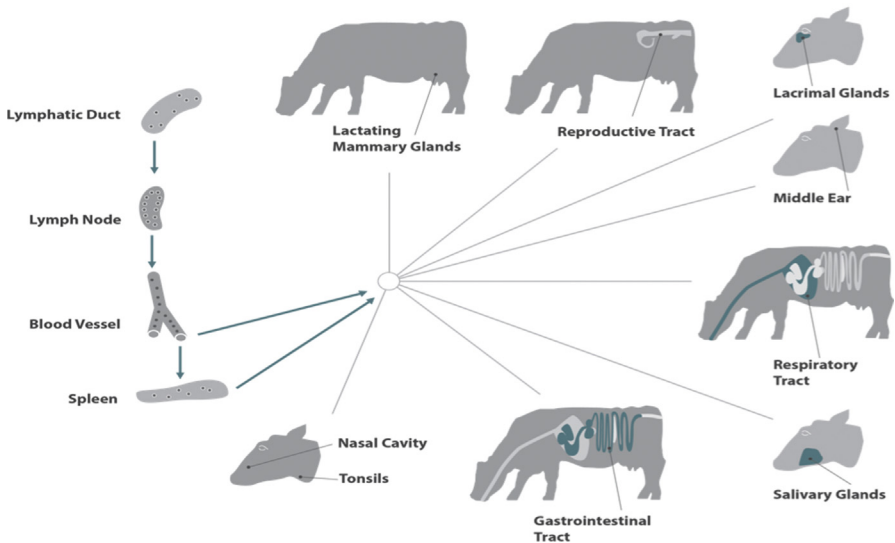 Lymphatic Duct
Lymph Node
Blood Vessel
Spleen
Lactating
Mammary Glands
Reproductive Tract
Lacrimal Glands
Middle Ear
Respiratory
Tract
Salivary Glands
Gastrointestinal
Tract
Nasal Cavity
Tonsils